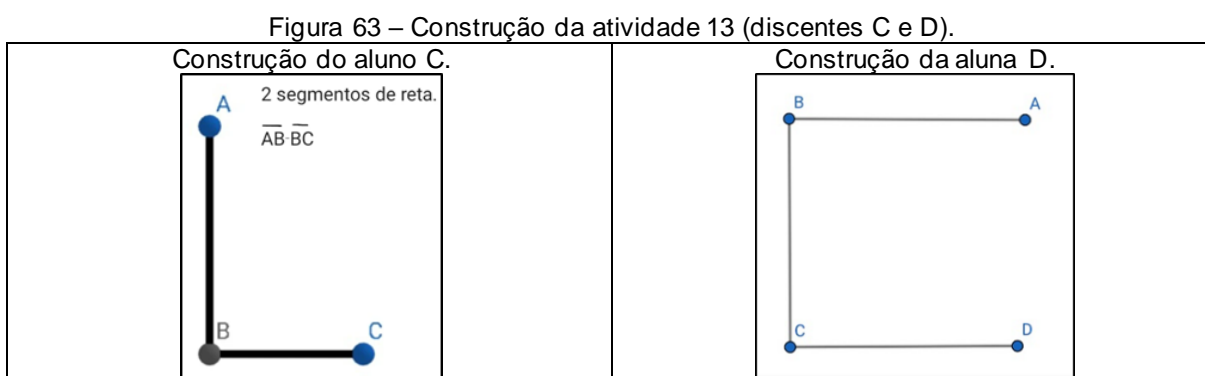 Figura 63 – Construção da atividade 13 (discentes C e D).
Construção do aluno C.
Construção da aluna D.
A
2 segmentos de reta.
AB-BC
B
C
B
A
C
D